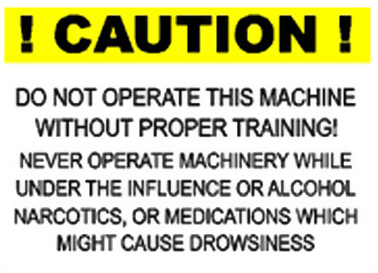 ! CAUTION !
DO NOT OPERATE THIS MACHINE
WITHOUT PROPER TRAINING!
NEVER OPERATE MACHINERY WHILE
UNDER THE INFLUENCE OR ALCOHOL
NARCOTICS, OR MEDICATIONS WHICH
MIGHT CAUSE DROWSINESS